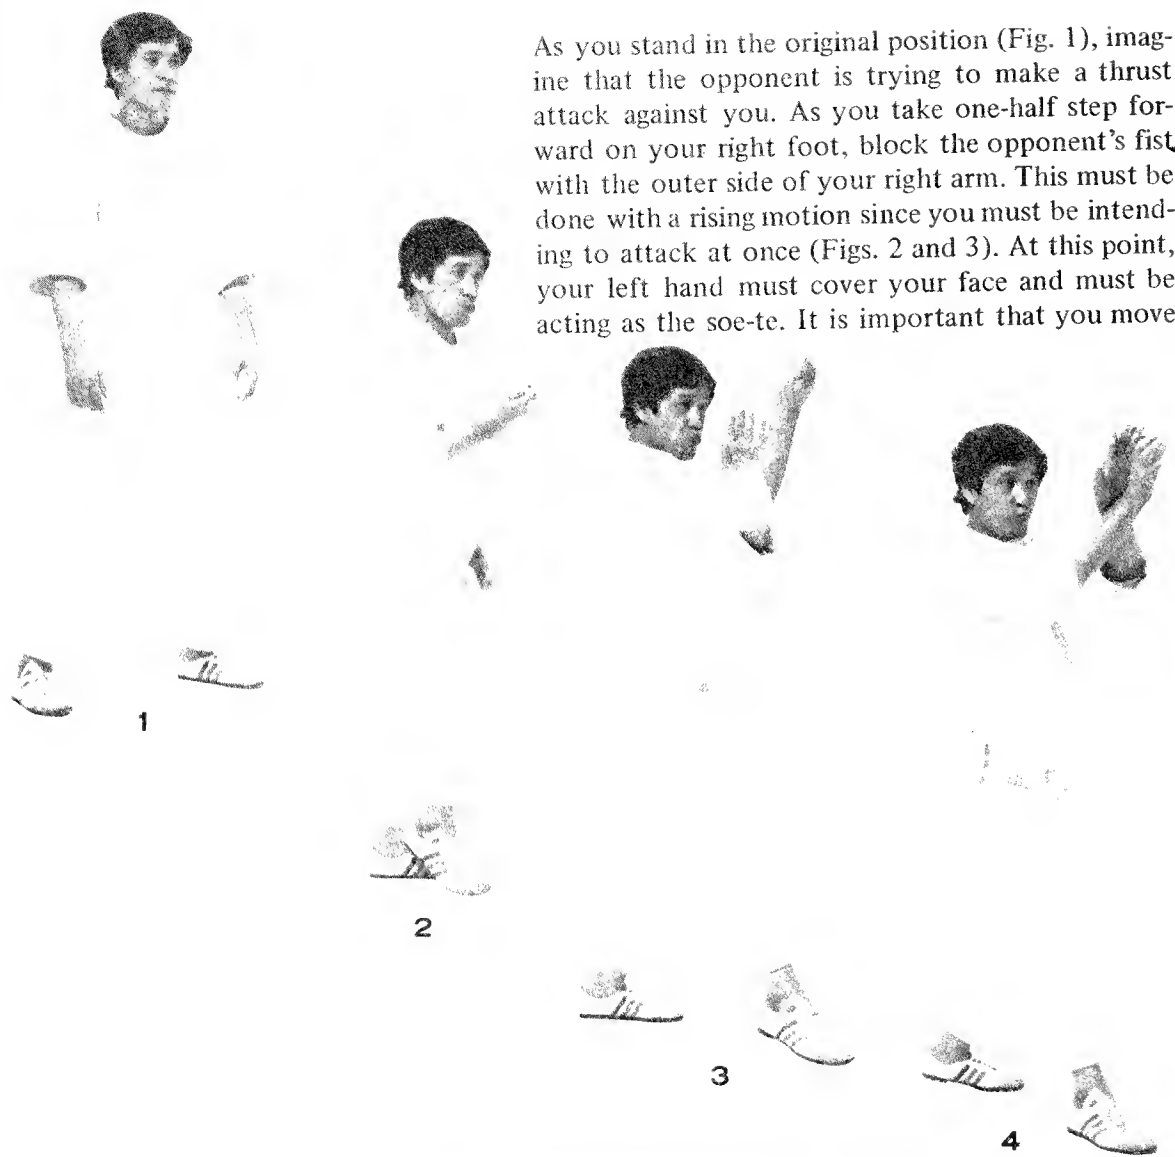 As you stand in the original position (Fig. 1), imag-
ine that the opponent is trying to make a thrust
attack against you. As you take one-half step for-
ward on your right foot, block the opponent's fist
with the outer side of your right arm. This must be
done with a rising motion since you must be intend-
ing to attack at once (Figs. 2 and 3). At this point,
your left hand must cover your face and must be
acting as the soe-te. It is important that you move
1
2
3
4